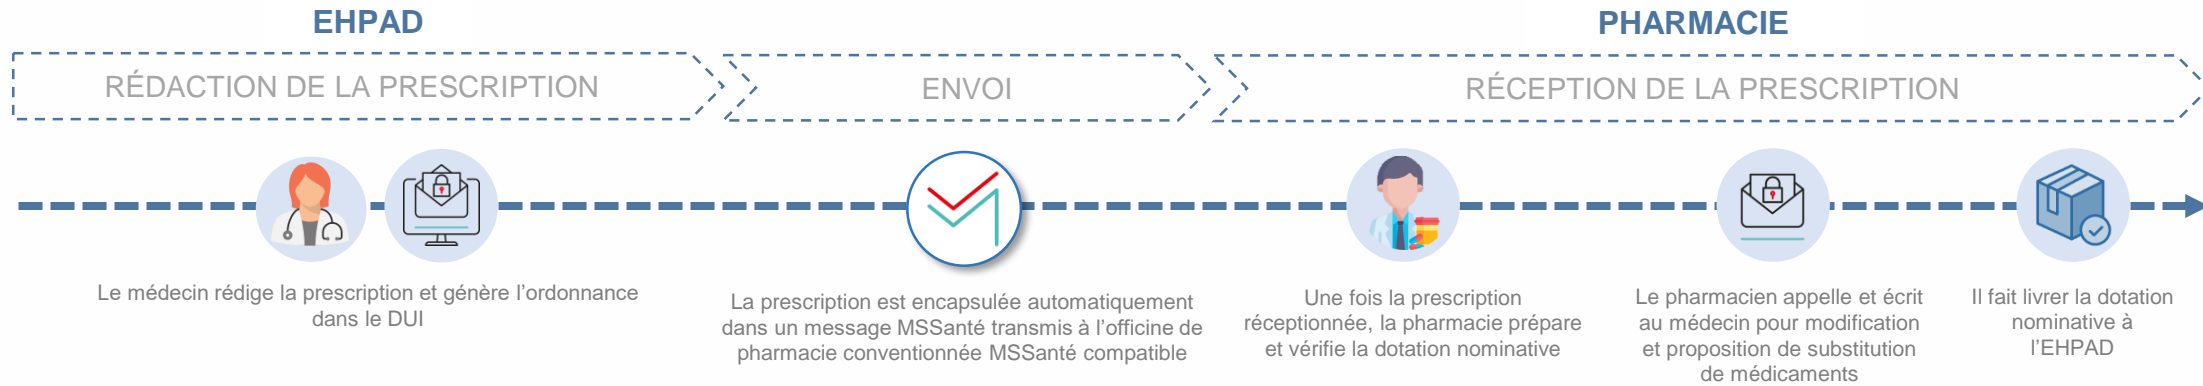 EHPAD
PHARMACIE
RÉDACTION DE LA PRESCRIPTION
ENVOI
RÉCEPTION DE LA PRESCRIPTION
Le médecin rédige la prescription et génère l’ordonnance
dans le DUI
La prescription est encapsulée automatiquement
dans un message MSSanté transmis à l’officine de
pharmacie conventionnée MSSanté compatible
Une fois la prescription
réceptionnée, la pharmacie prépare
et vérifie la dotation nominative
Le pharmacien appelle et écrit
au médecin pour modification
et proposition de substitution
de médicaments
Il fait livrer la dotation
nominative à
l’EHPAD